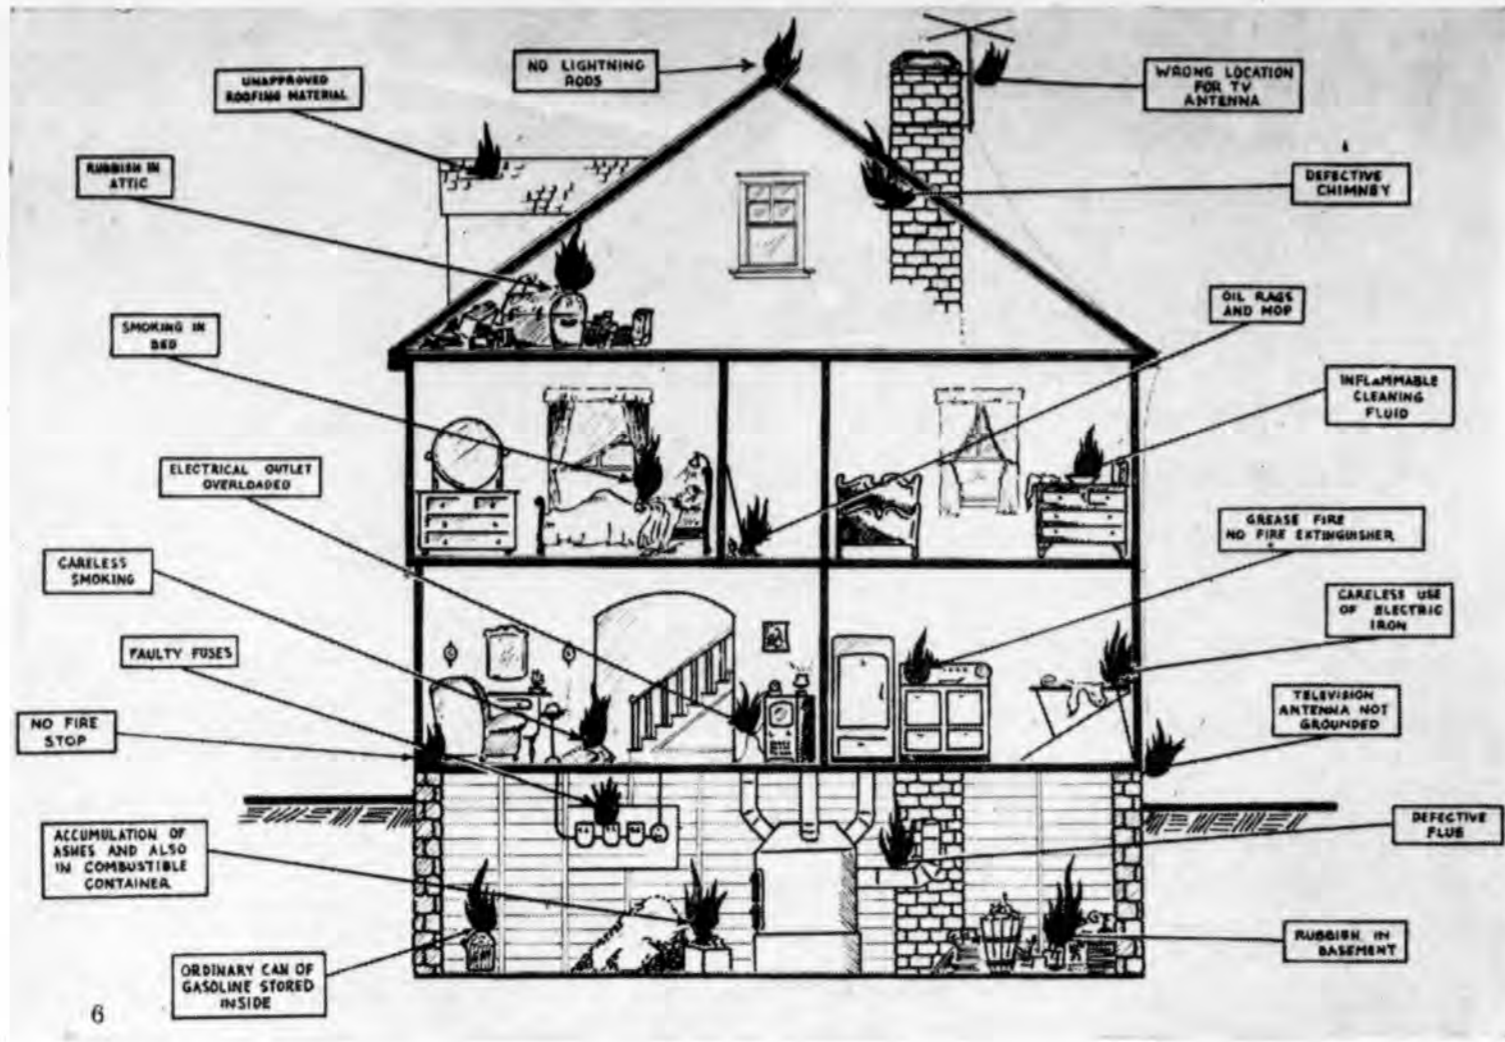 NO LIGHTNING
RODS
UNAPPROVED
ROOFING MATERIAL
WRONG LOCATION
FOR TV
ANTENNA
RUBBISH IN
ATTIC
DEFECTIVE
CHIMNEY
SMOKING IN
BED
OIL RAGS
AND MOP
INFLAMMABLE
CLEANING
FLUID
ELECTRICAL OUTLET
OVERLOADED
GREASE FIRE
NO FIRE EXTINGUISHER
CARELESS
SMOKING
CARELESS USE
OF ELECTRIC
IRON
FAULTY FUSES
TELEVISION
ANTENNA NOT
GROUNDED
NO FIRE
STOP
ACCUMULATION OF
ASHES AND ALSO
IN COMBUSTIBLE
CONTAINER
DEFECTIVE
FLUE
RUBBISH IN
BASEMENT
ORDINARY CAN OF
GASOLINE STORED
INSIDE
6